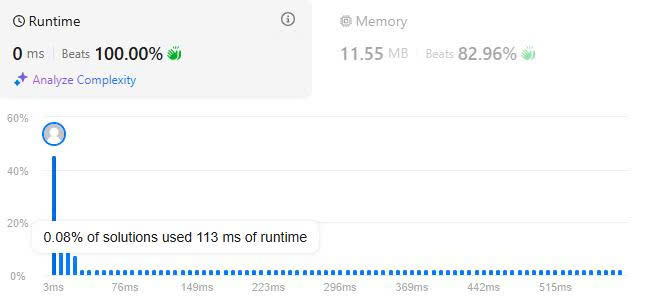 Runtime
0 ms Beats 100.00%
Analyze Complexity
Memory
11.55 MB Beats 82.96%
60%
40%
20%
0%
0.08% of solutions used 113 ms of runtime
3ms 76ms 149ms 223ms 296ms 369ms 442ms 515ms